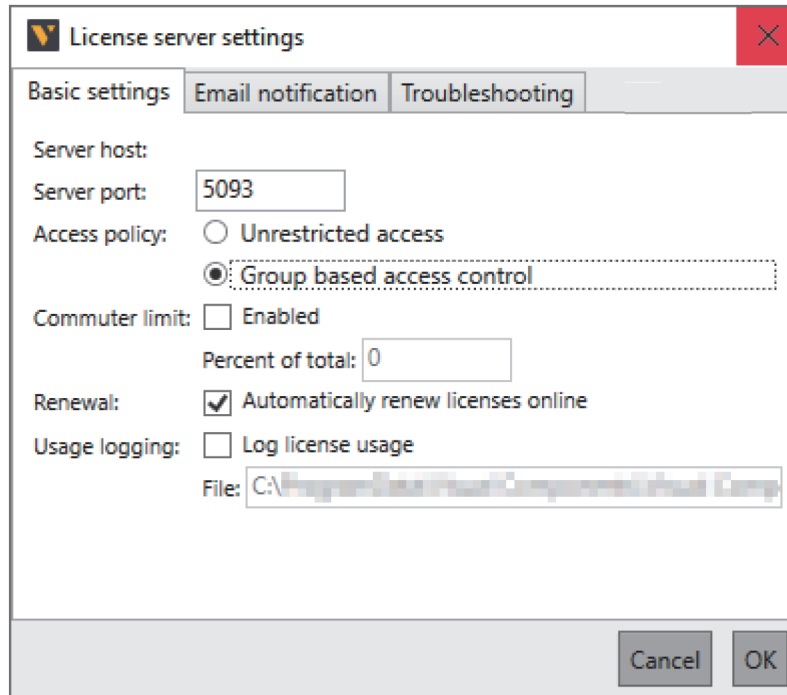 License server settings
Basic settings Email notification Troubleshooting
Server host:
Server port: 5093
Access policy: Unrestricted access
Group based access control
Commuter limit: Enabled
Percent of total: 0
Renewal: Automatically renew licenses online
Usage logging: Log license usage
File: C:\
Cancel OK